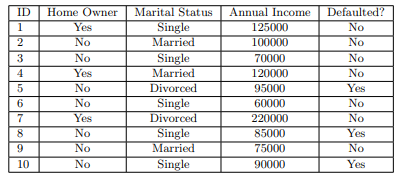 ID Home Owner Marital Status Annual Income Defaulted?
1 Yes Single 125000 No
2 No Married 100000 No
3 No Single 70000 No
4 Yes Married 120000 No
5 No Divorced 95000 Yes
6 No Single 60000 No
7 Yes Divorced 220000 No
8 No Single 85000 Yes
9 No Married 75000 No
10 No Single 90000 Yes